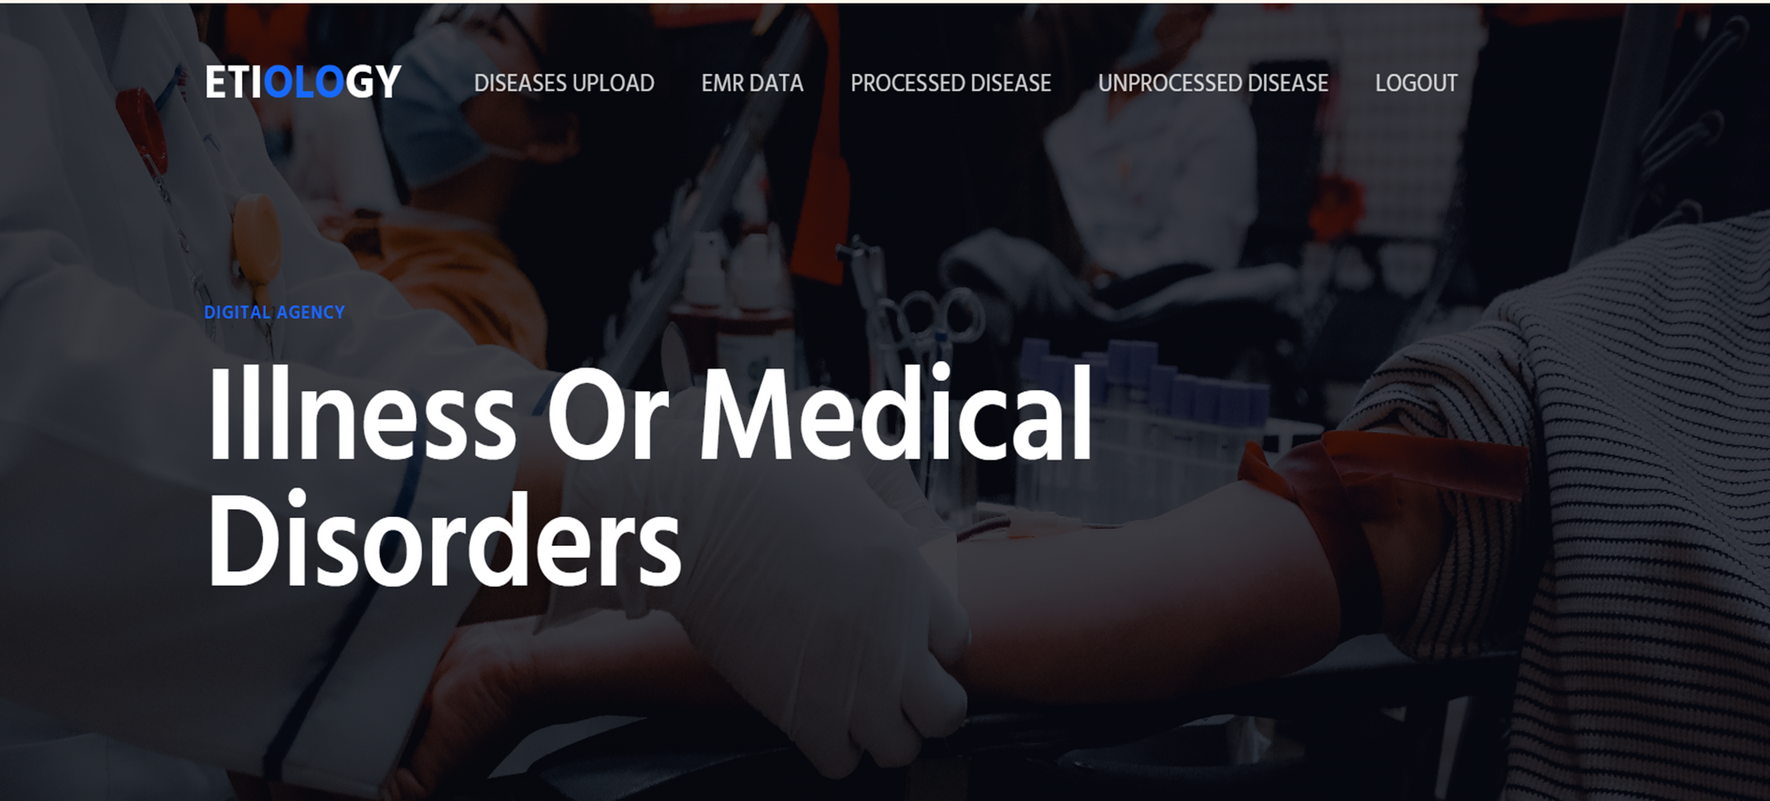 ETIOLOGY DISEASES UPLOAD EMR DATA PROCESSED DISEASE UNPROCESSED DISEASE LOGOUT
DIGITAL AGENCY
Illness Or Medical
Disorders